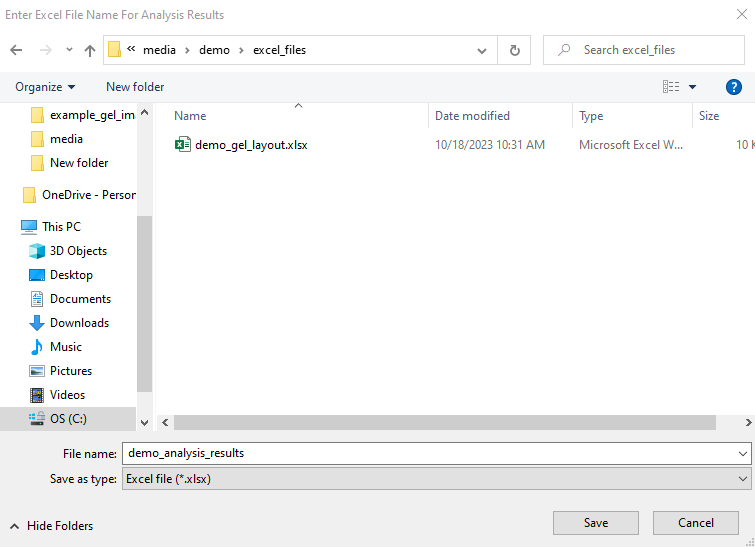 Enter Excel File Name For Analysis Results
« media › demo › excel_files
Search excel_files
Organize
New folder
?
example_gel_ima
media
New folder
OneDrive - Person
This PC
3D Objects
Desktop
Documents
Downloads
Music
Pictures
Videos
OS (C:)
Name Date modified Type Size
demo_gel_layout.xlsx 10/18/2023 10:31 AM Microsoft Excel W... 10 K
File name: demo_analysis_results
Save as type: Excel file (*.xlsx)
Hide Folders
Save
Cancel